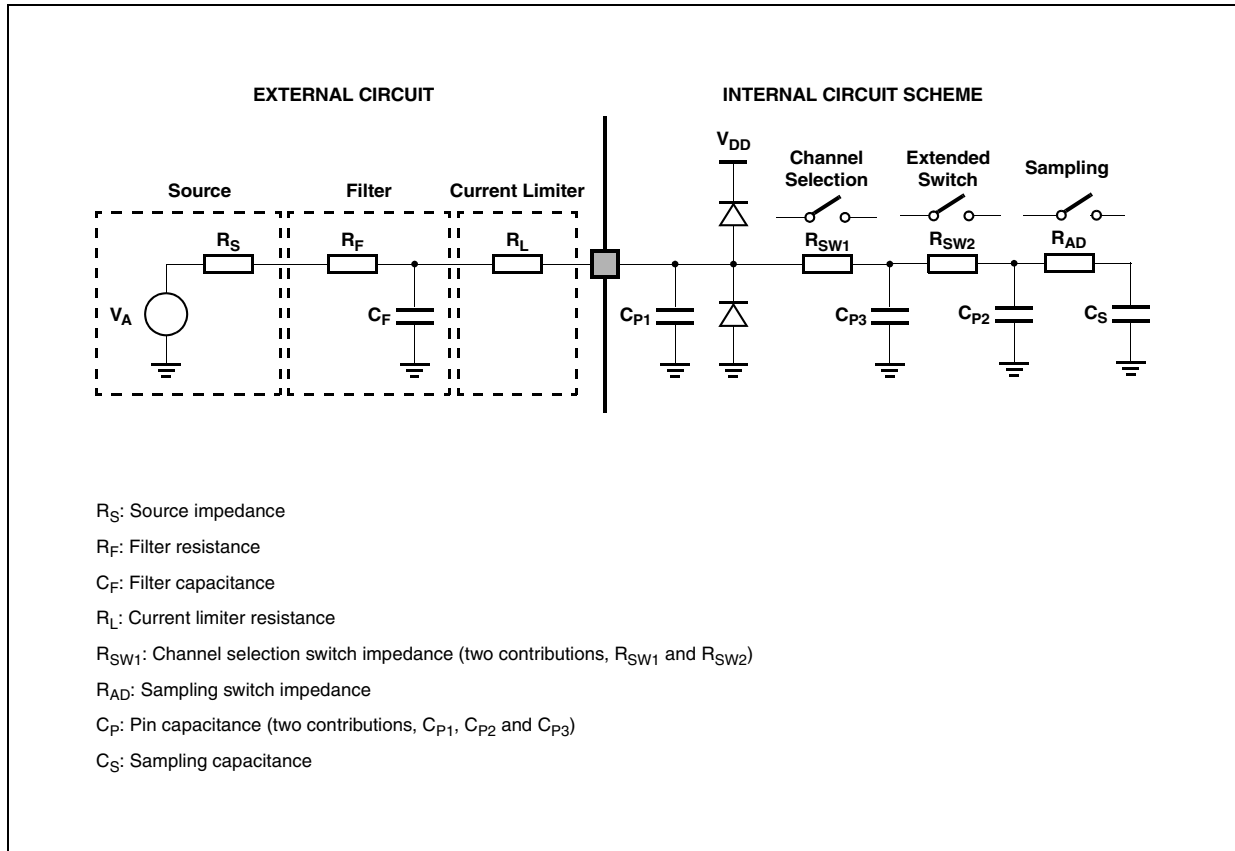 EXTERNAL CIRCUIT
INTERNAL CIRCUIT SCHEME
Source
Filter
Current Limiter
VDD
Channel
Selection
Extended
Switch
Sampling
RS
RF
RL
RSW1
RSW2
RAD
VA
CF
CP1
CP3
CP2
CS
RS: Source impedance
RF: Filter resistance
CF: Filter capacitance
RL: Current limiter resistance
RSW1: Channel selection switch impedance (two contributions, RSW1 and RSW2)
RAD: Sampling switch impedance
CP: Pin capacitance (two contributions, CP1, CP2 and CP3)
CS: Sampling capacitance